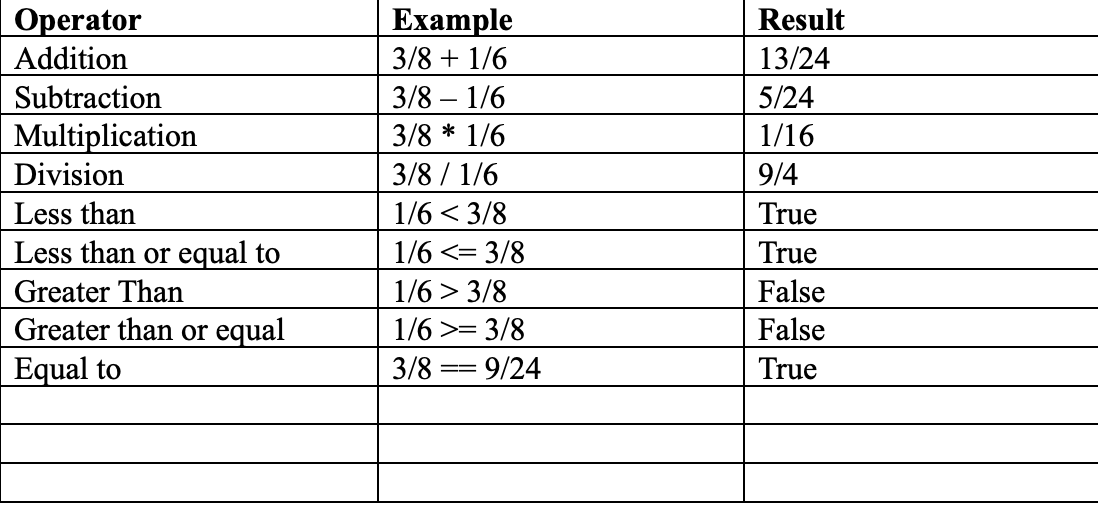 Operator Example Result
Addition 3/8 + 1/6 13/24
Subtraction 3/8 – 1/6 5/24
Multiplication 3/8 * 1/6 1/16
Division 3/8 / 1/6 9/4
Less than 1/6 < 3/8 True
Less than or equal to 1/6 <= 3/8 True
Greater Than 1/6 > 3/8 False
Greater than or equal 1/6 >= 3/8 False
Equal to 3/8 == 9/24 True